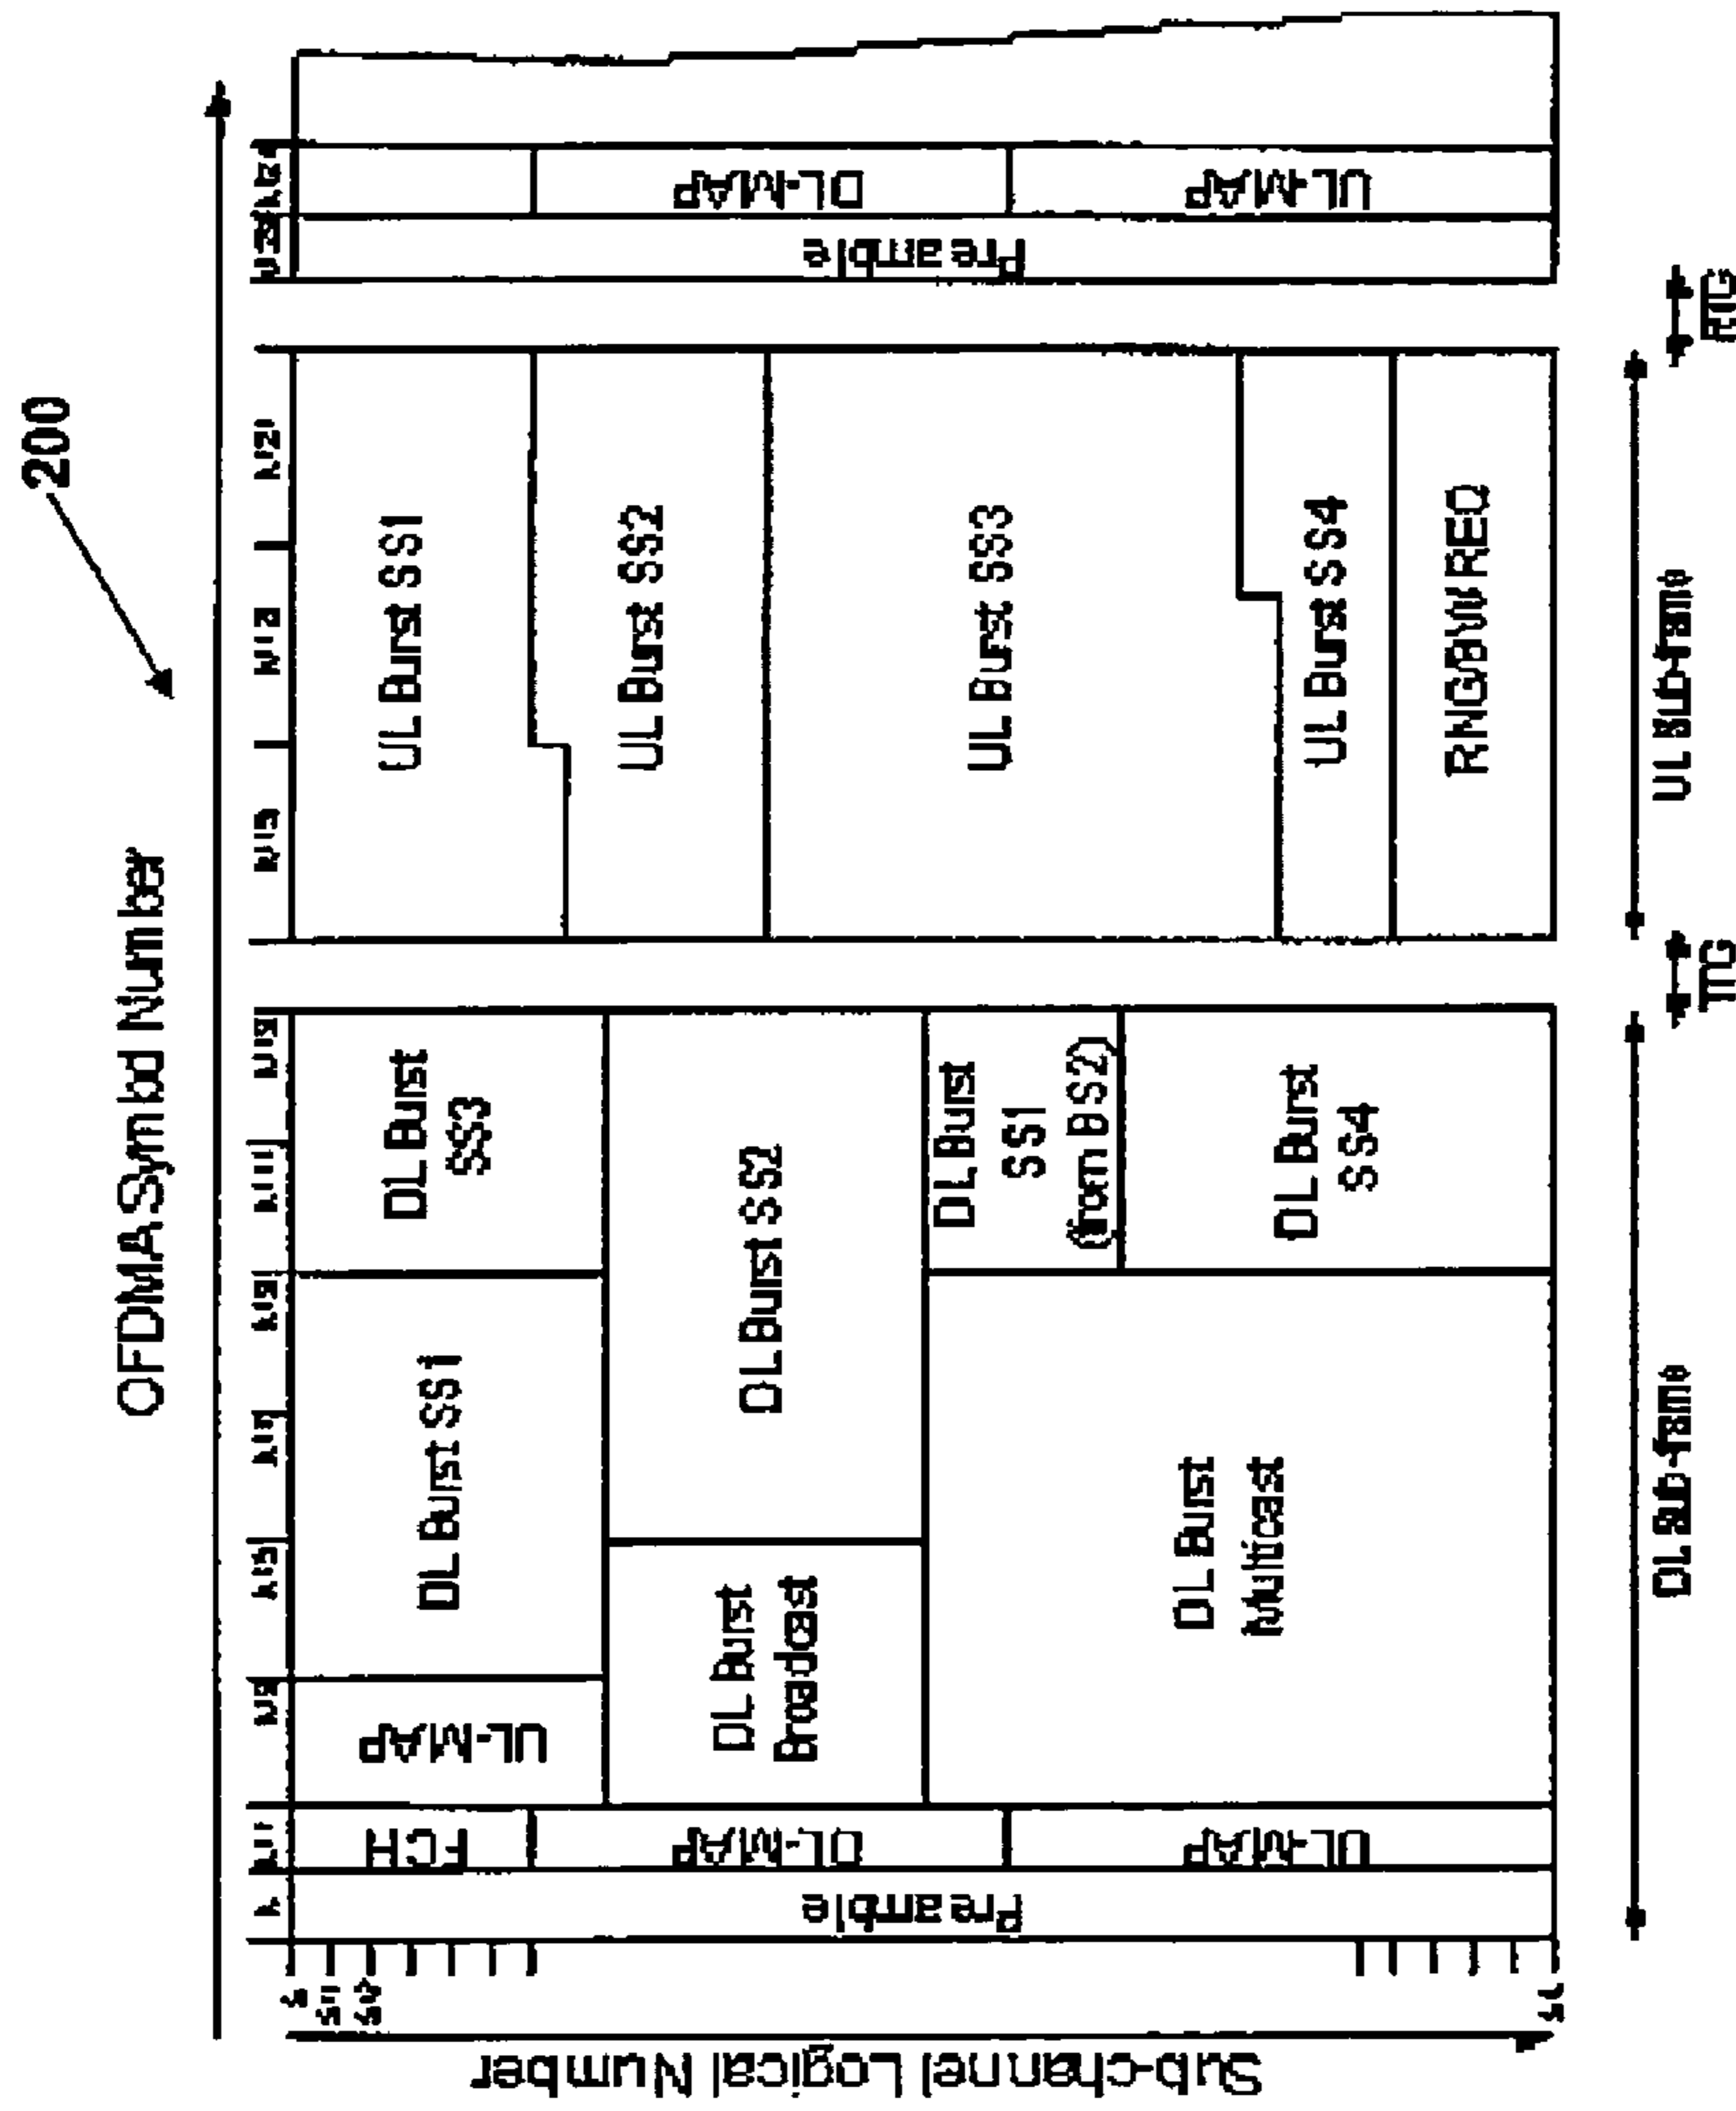 200
OFDMA Symbol Number
Sub-channel Logical Number
Preamble
FCH
DL-MAP
UL-MAP
UL-MAP
DL Burst SS1
DL Burst
SS3
DL Burst
Broadcast
DL Burst SS2
DL Burst
Multicast
DL Burst
SS1
(from BS2)
DL Burst
SS4
UL Burst SS1
UL Burst SS2
UL Burst SS3
UL Burst SS4
RNG/BW REQ
Preamble
DL-MAP
UL-MAP
DL Sub-frame
TTG
UL Sub-frame
RTG